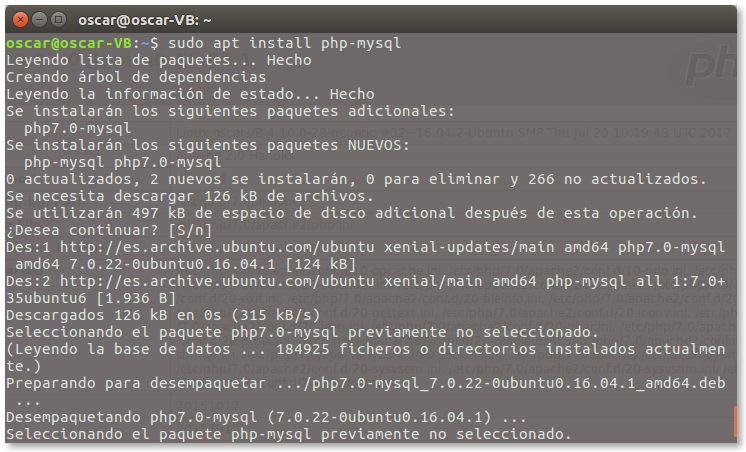 oscar@oscar-VB: ~
oscar@oscar-VB:~$ sudo apt install php-mysql
Leyendo lista de paquetes... Hecho
Creando árbol de dependencias
Leyendo la información de estado... Hecho
Se instalarán los siguientes paquetes adicionales:
  php7.0-mysql
Se instalarán los siguientes paquetes NUEVOS:
  php-mysql php7.0-mysql
0 actualizados, 2 nuevos se instalarán, 0 para eliminar y 266 no actualizados.
Se necesita descargar 126 kB de archivos.
Se utilizarán 497 kB de espacio de disco adicional después de esta operación.
¿Desea continuar? [S/n]
Des:1 http://es.archive.ubuntu.com/ubuntu xenial-updates/main amd64 php7.0-mysql
 amd64 7.0.22-0ubuntu0.16.04.1 [124 kB]
Des:2 http://es.archive.ubuntu.com/ubuntu xenial/main amd64 php-mysql all 1:7.0+
35ubuntu6 [1.936 B]
Descargados 126 kB en 0s (315 kB/s)
Seleccionando el paquete php7.0-mysql previamente no seleccionado.
(Leyendo la base de datos ... 184925 ficheros o directorios instalados actualmen
te.)
Preparando para desempaquetar .../php7.0-mysql_7.0.22-0ubuntu0.16.04.1_amd64.deb
 ...
Desempaquetando php7.0-mysql (7.0.22-0ubuntu0.16.04.1) ...
Seleccionando el paquete php-mysql previamente no seleccionado.